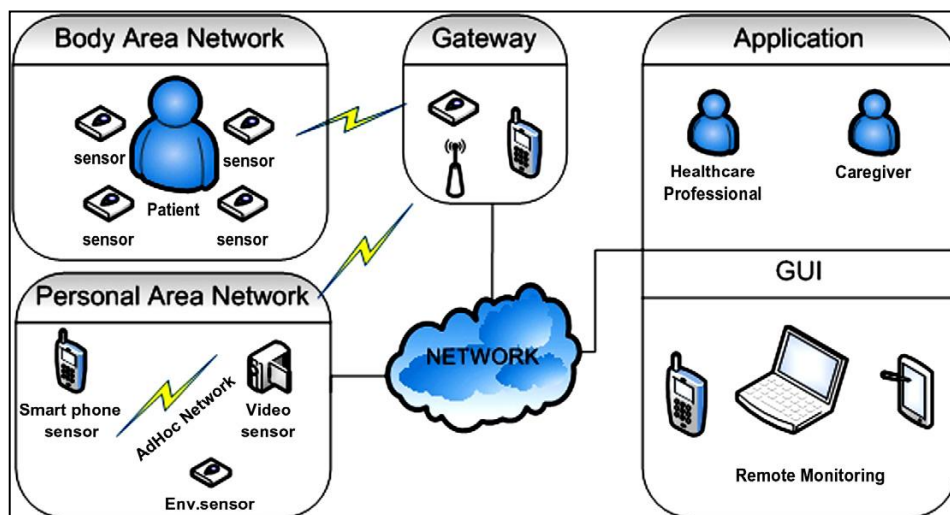 Body Area Network
sensor
sensor
Patient
sensor
sensor
Gateway
Application
Healthcare
Professional
Caregiver
Personal Area Network
Smart phone
sensor
AdHoc Network
Video
sensor
Env.sensor
NETWORK
GUI
Remote Monitoring